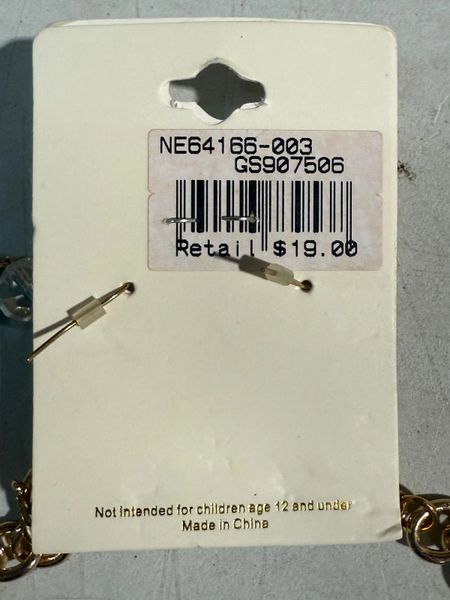 NE64166-003
GS907506
Retail $19.00
Not intended for children age 12 and under
Made in China